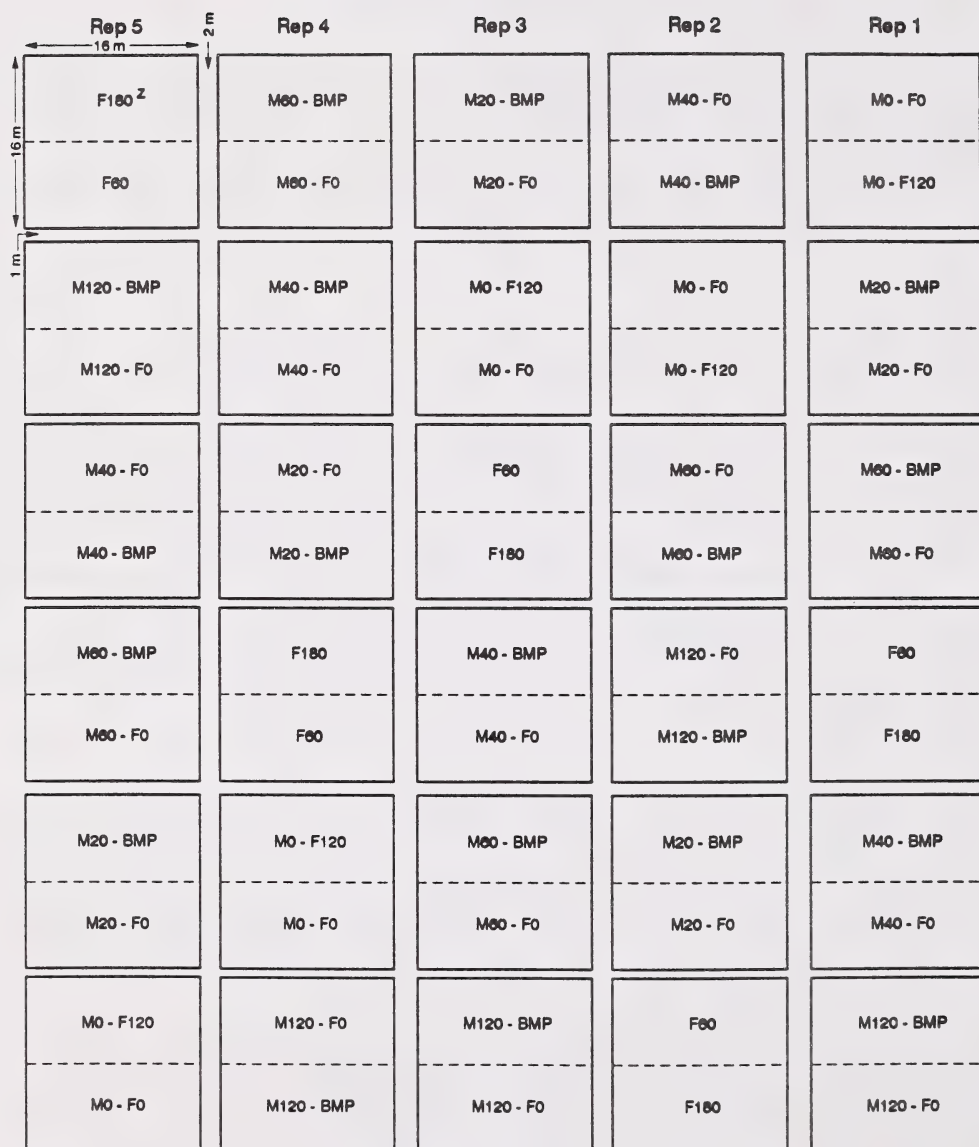 Rep 5 Rep 4 Rep 3 Rep 2 Rep 1
16 m
2 m
16 m
F180 Z M60 - BMP M20 - BMP M40 - F0 M0 - F0
F60 M60 - F0 M20 - F0 M40 - BMP M0 - F120
1 m
M120 - BMP M40 - BMP M0 - F120 M0 - F0 M20 - BMP
M120 - F0 M40 - F0 M0 - F0 M0 - F120 M20 - F0
M40 - F0 M20 - F0 F60 M60 - F0 M60 - BMP
M40 - BMP M20 - BMP F180 M60 - BMP M60 - F0
M60 - BMP F180 M40 - BMP M120 - F0 F60
M60 - F0 F60 M40 - F0 M120 - BMP F180
M20 - BMP M0 - F120 M60 - BMP M20 - BMP M40 - BMP
M20 - F0 M0 - F0 M60 - F0 M20 - F0 M40 - F0
M0 - F120 M120 - F0 M120 - BMP F60 M120 - BMP
M0 - F0 M120 - BMP M120 - F0 F180 M120 - F0